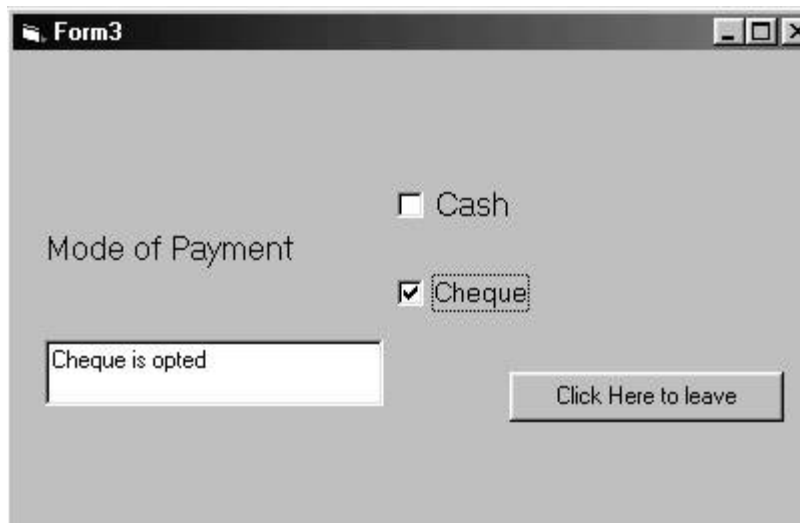 Form3
Cash
Mode of Payment
Cheque
Cheque is opted
Click Here to leave